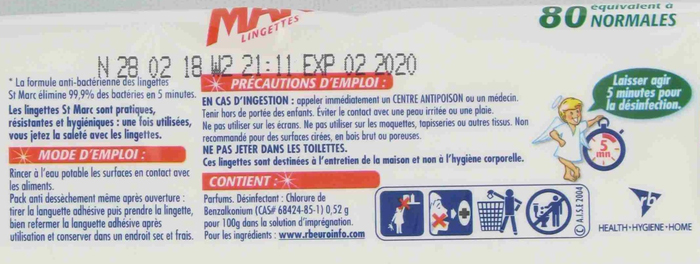 LINGETTES
80 équivalent à
NORMALES
N 28 02 18 W2 21:11 EXP 02 2020
* La formule anti-bactérienne des lingettes
St Marc élimine 99,9% des bactéries en 5 minutes.
Les lingettes St Marc sont pratiques,
résistantes et hygiéniques : une fois utilisées,
vous jetez la saleté avec les lingettes.
MODE D'EMPLOI :
Rincer à l'eau potable les surfaces en contact avec
les aliments.
Pack anti dessèchement même après ouverture :
tirer la languette adhésive puis prendre la lingette,
bien refermer la languette adhésive après
utilisation et conserver dans un endroit sec et frais.
PRÉCAUTIONS D'EMPLOI :
EN CAS D'INGESTION : appeler immédiatement un CENTRE ANTIPOISON ou un médecin.
Tenir hors de portée des enfants. Éviter le contact avec une peau irritée ou une plaie.
Ne pas utiliser sur les écrans. Ne pas utiliser sur les moquettes, tapisseries ou autres tissus. Non
recommandé pour des surfaces cirées, en bois brut ou poreuses.
NE PAS JETER DANS LES TOILETTES.
Ces lingettes sont destinées à l'entretien de la maison et non à l'hygiène corporelle.
CONTIENT :
Parfums. Désinfectant : Chlorure de
Benzalkonium (CAS# 68424-85-1) 0,52 g
pour 100g dans la solution d'imprégnation.
Pour les ingrédients : www.rbeuroinfo.com
© A.I.S.E 2004
Laisser agir
5 minutes pour
la désinfection.
5
mn
rb
HEALTH • HYGIENE • HOME